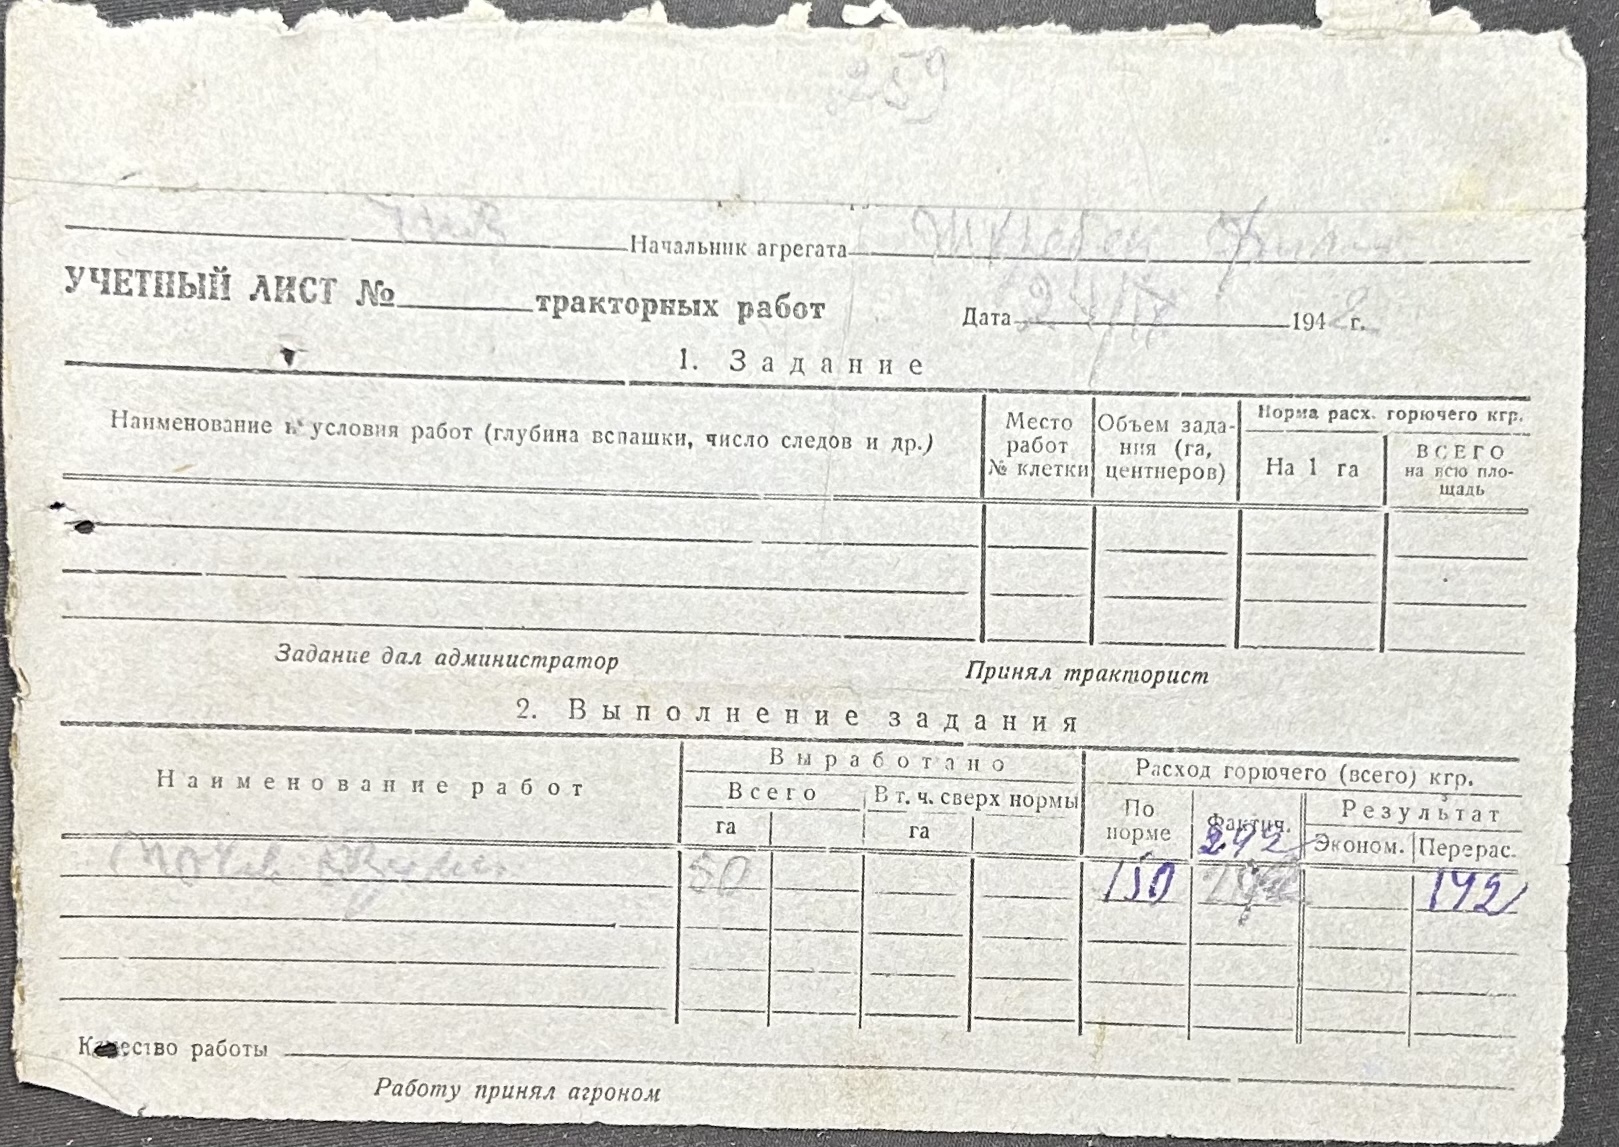 259
Начальник агрегата
УЧЕТНЫЙ ЛИСТ № тракторных работ
Дата 194 г.
1. Задание
Наименование и условия работ (глубина вспашки, число следов и др.)
Место работ № клетки
Объем задания (га, центнеров)
Норма расх. горючего кгр.
На 1 га
ВСЕГО на всю площадь
Задание дал администратор
Принял тракторист
2. Выполнение задания
Наименование работ
Выработано
Расход горючего (всего) кгр.
Всего
В т. ч. сверх нормы
га
га
По норме
Фактич.
Результат
Эконом.
Перерас.
292
50
150
142
Качество работы
Работу принял агроном